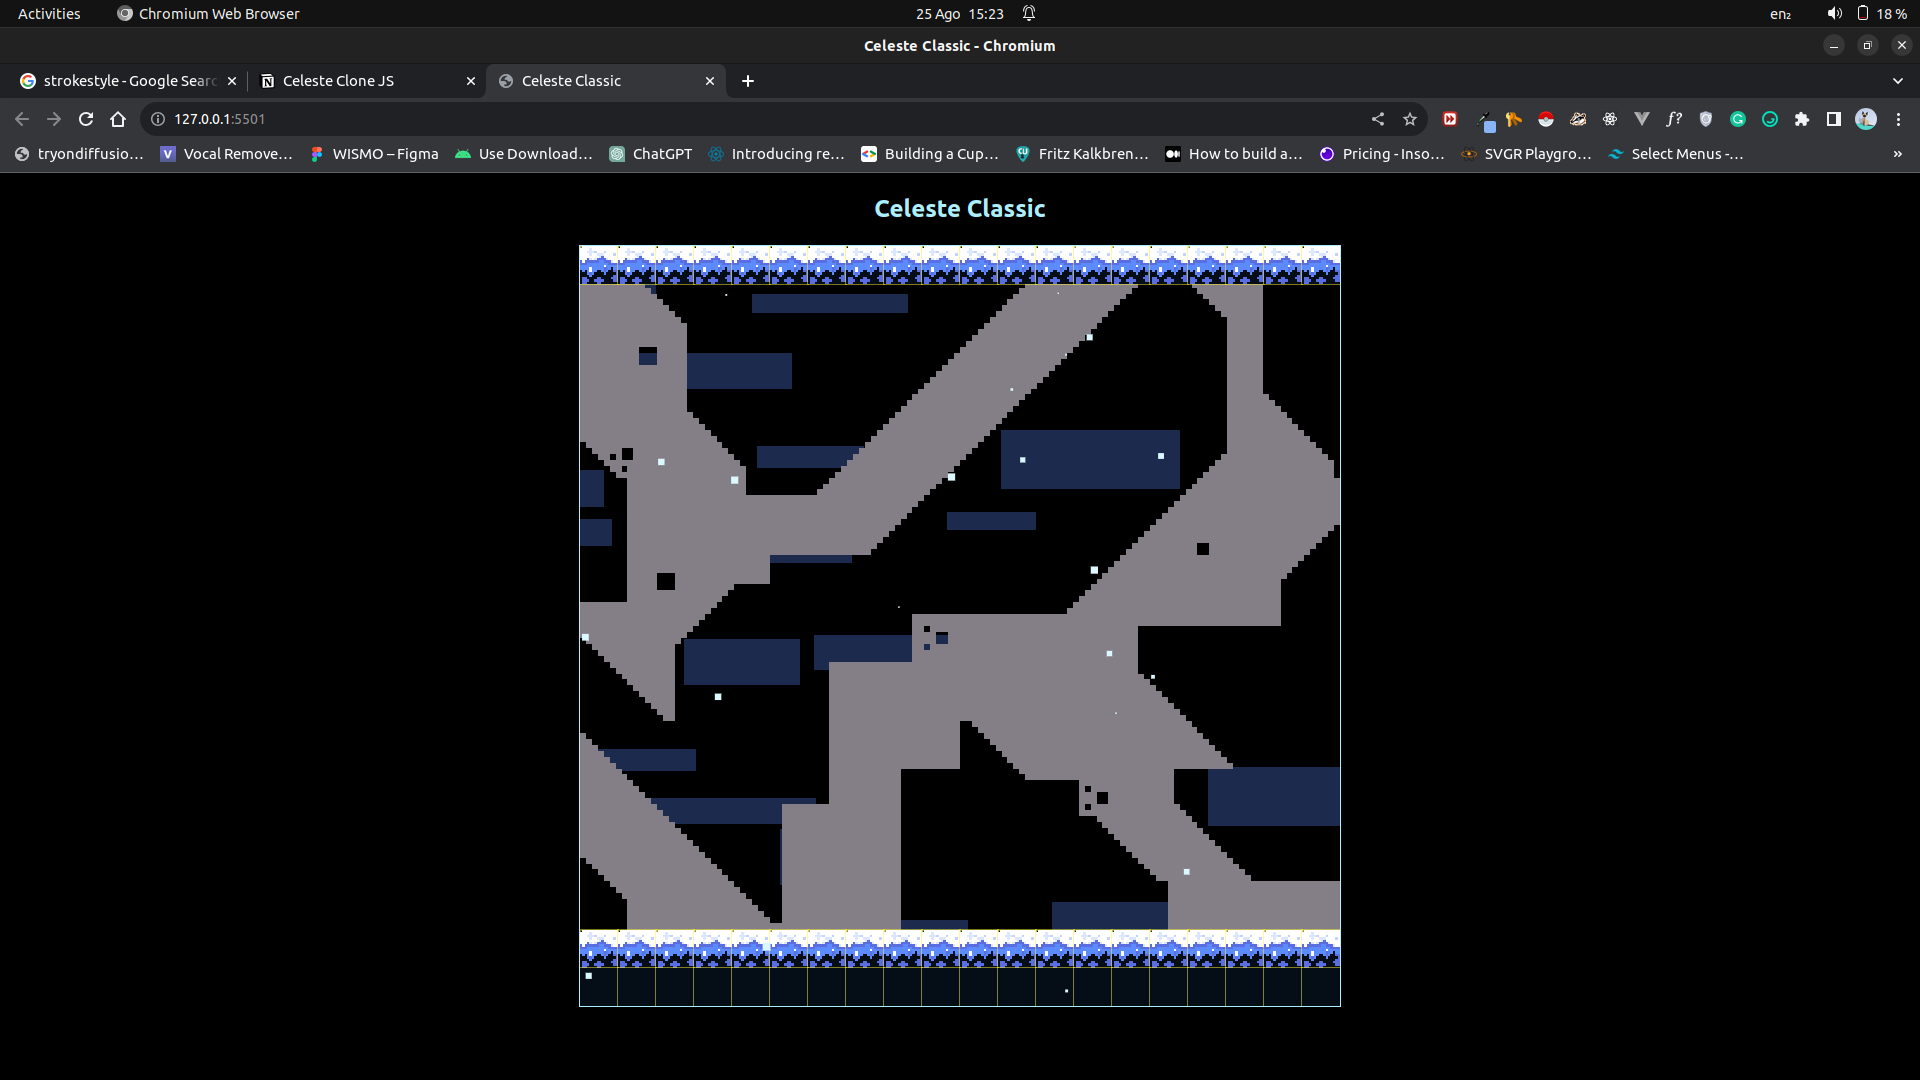 Activities Chromium Web Browser 25 Ago 15:23 en₂ 18 %
Celeste Classic - Chromium
strokestyle - Google Sear Celeste Clone JS Celeste Classic
127.0.0.1:5501
tryondiffusio… Vocal Remove… WISMO – Figma Use Download… ChatGPT Introducing re… Building a Cup… Fritz Kalkbren… How to build a… Pricing - Inso… SVGR Playgro… Select Menus -… »
Celeste Classic